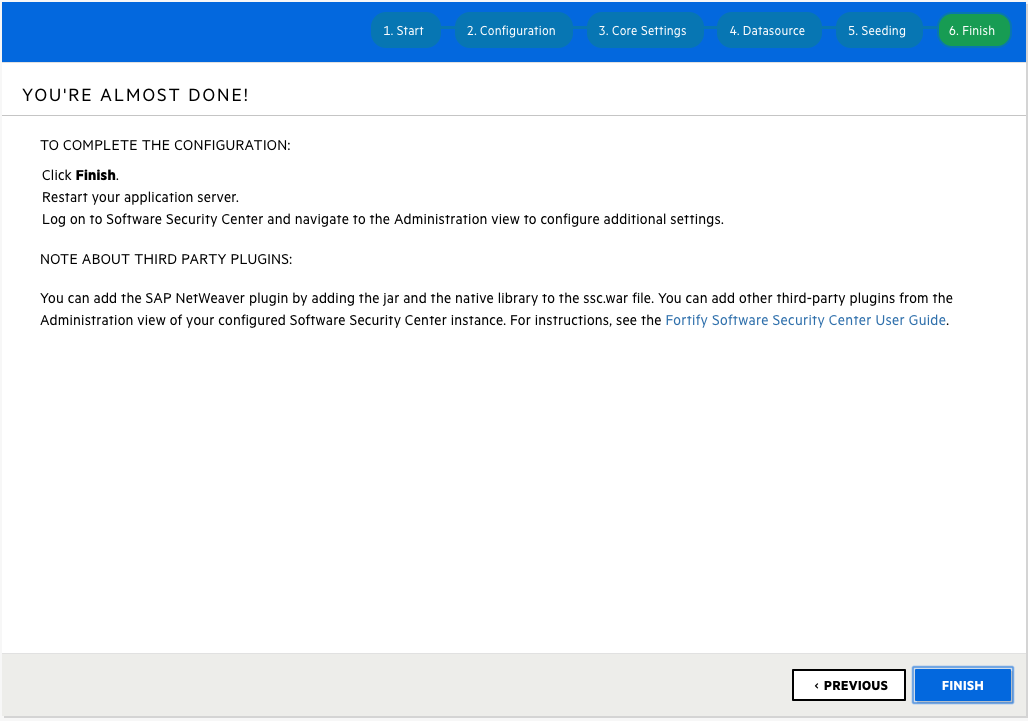 1. Start
2. Configuration
3. Core Settings
4. Datasource
5. Seeding
6. Finish
YOU'RE ALMOST DONE!
TO COMPLETE THE CONFIGURATION:
Click Finish.
Restart your application server.
Log on to Software Security Center and navigate to the Administration view to configure additional settings.
NOTE ABOUT THIRD PARTY PLUGINS:
You can add the SAP NetWeaver plugin by adding the jar and the native library to the ssc.war file. You can add other third-party plugins from the
Administration view of your configured Software Security Center instance. For instructions, see the Fortify Software Security Center User Guide.
‹ PREVIOUS
FINISH